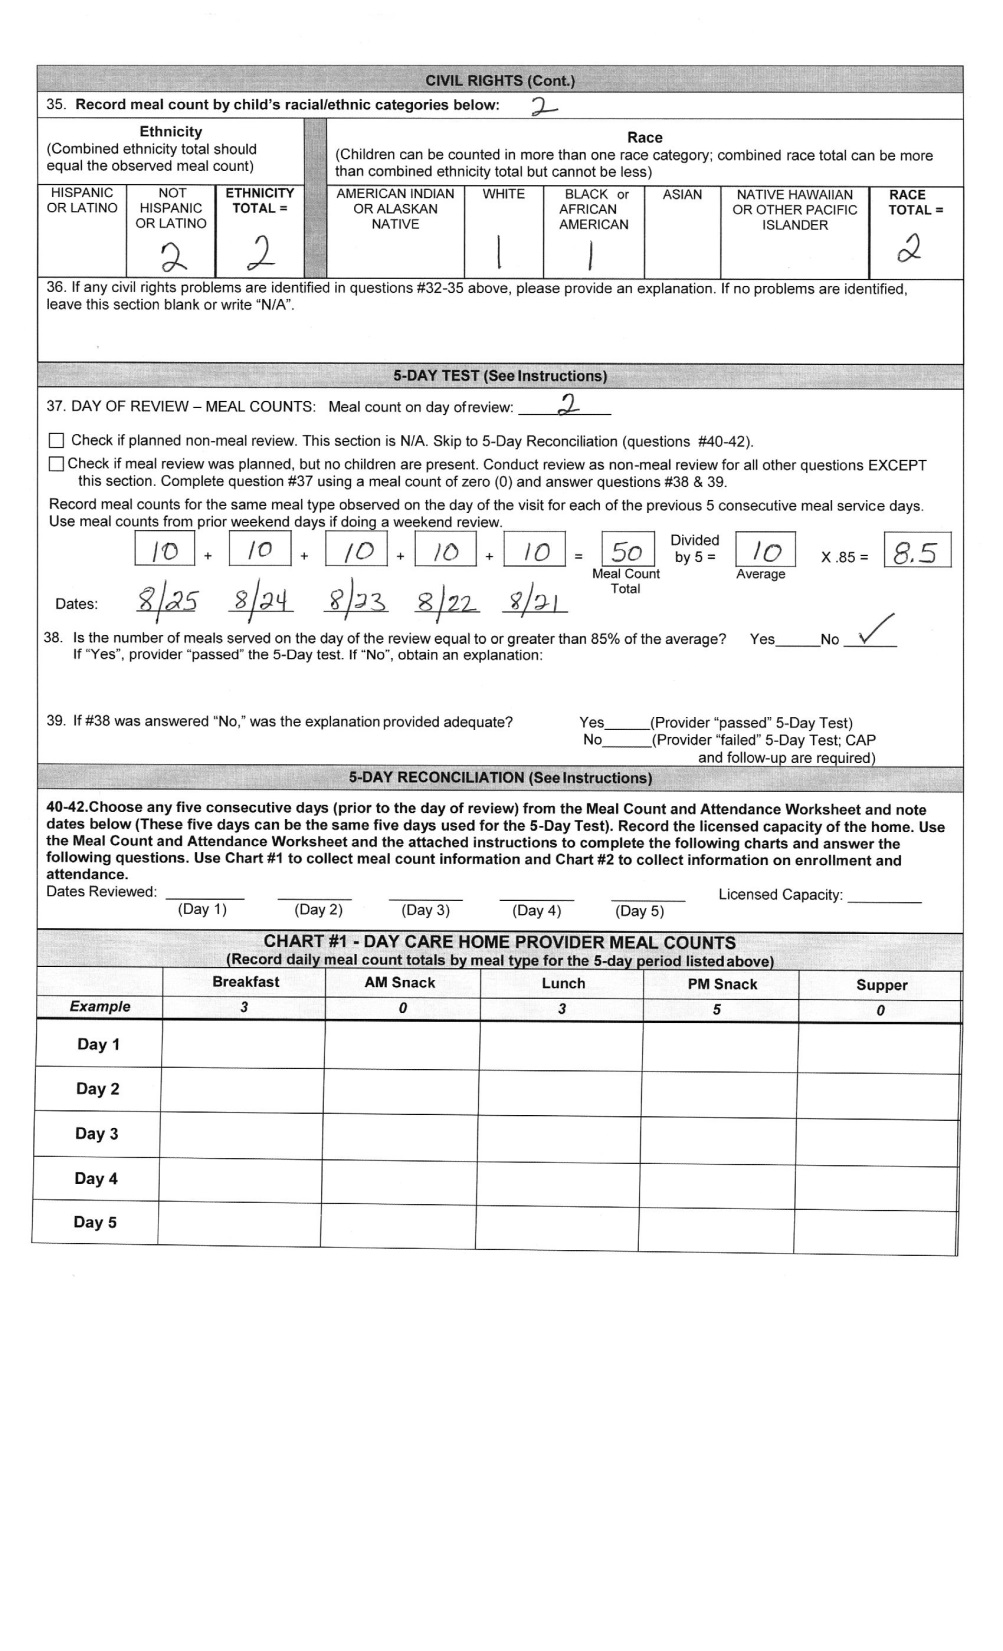 CIVIL RIGHTS (Cont.)
35. Record meal count by child's racial/ethnic categories below: 2
Ethnicity
(Combined ethnicity total should
equal the observed meal count)
Race
(Children can be counted in more than one race category; combined race total can be more
than combined ethnicity total but cannot be less)
HISPANIC OR LATINO
NOT HISPANIC OR LATINO 2
ETHNICITY TOTAL = 2
AMERICAN INDIAN OR ALASKAN NATIVE
WHITE 1
BLACK or AFRICAN AMERICAN 1
ASIAN
NATIVE HAWAIIAN OR OTHER PACIFIC ISLANDER
RACE TOTAL = 2
36. If any civil rights problems are identified in questions #32-35 above, please provide an explanation. If no problems are identified,
leave this section blank or write "N/A".
5-DAY TEST (See Instructions)
37. DAY OF REVIEW – MEAL COUNTS: Meal count on day of review: 2
Check if planned non-meal review. This section is N/A. Skip to 5-Day Reconciliation (questions #40-42).
Check if meal review was planned, but no children are present. Conduct review as non-meal review for all other questions EXCEPT
this section. Complete question #37 using a meal count of zero (0) and answer questions #38 & 39.
Record meal counts for the same meal type observed on the day of the visit for each of the previous 5 consecutive meal service days.
Use meal counts from prior weekend days if doing a weekend review.
10 + 10 + 10 + 10 + 10 = 50 Divided by 5 = 10 X .85 = 8.5
Meal Count Total Average
Dates: 8/25 8/24 8/23 8/22 8/21
38. Is the number of meals served on the day of the review equal to or greater than 85% of the average? Yes_____No ✓
If "Yes", provider "passed" the 5-Day test. If "No", obtain an explanation:
39. If #38 was answered "No," was the explanation provided adequate? Yes_____(Provider "passed" 5-Day Test)
No_____(Provider "failed" 5-Day Test; CAP
and follow-up are required)
5-DAY RECONCILIATION (See Instructions)
40-42.Choose any five consecutive days (prior to the day of review) from the Meal Count and Attendance Worksheet and note
dates below (These five days can be the same five days used for the 5-Day Test). Record the licensed capacity of the home. Use
the Meal Count and Attendance Worksheet and the attached instructions to complete the following charts and answer the
following questions. Use Chart #1 to collect meal count information and Chart #2 to collect information on enrollment and
attendance.
Dates Reviewed: Licensed Capacity:
(Day 1) (Day 2) (Day 3) (Day 4) (Day 5)
CHART #1 - DAY CARE HOME PROVIDER MEAL COUNTS
(Record daily meal count totals by meal type for the 5-day period listed above)
Breakfast AM Snack Lunch PM Snack Supper
Example 3 0 3 5 0
Day 1
Day 2
Day 3
Day 4
Day 5